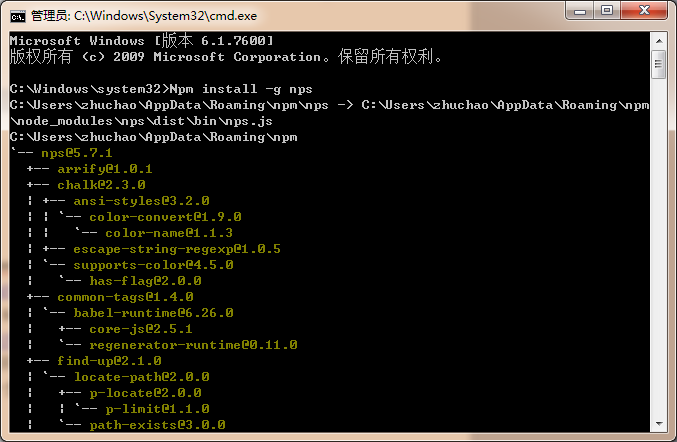 管理员: C:\Windows\System32\cmd.exe
Microsoft Windows [版本 6.1.7600]
版权所有 (c) 2009 Microsoft Corporation。保留所有权利。
C:\Windows\system32>Npm install -g nps
C:\Users\zhuchao\AppData\Roaming\npm\nps -> C:\Users\zhuchao\AppData\Roaming\npm
\node_modules\nps\dist\bin\nps.js
C:\Users\zhuchao\AppData\Roaming\npm
`-- nps@5.7.1
  +-- arrify@1.0.1
  +-- chalk@2.3.0
  | +-- ansi-styles@3.2.0
  | | `-- color-convert@1.9.0
  | |   `-- color-name@1.1.3
  | +-- escape-string-regexp@1.0.5
  | `-- supports-color@4.5.0
  |   `-- has-flag@2.0.0
  +-- common-tags@1.4.0
  | `-- babel-runtime@6.26.0
  |   +-- core-js@2.5.1
  |   `-- regenerator-runtime@0.11.0
  +-- find-up@2.1.0
  | `-- locate-path@2.0.0
  |   +-- p-locate@2.0.0
  |   | `-- p-limit@1.1.0
  |   `-- path-exists@3.0.0